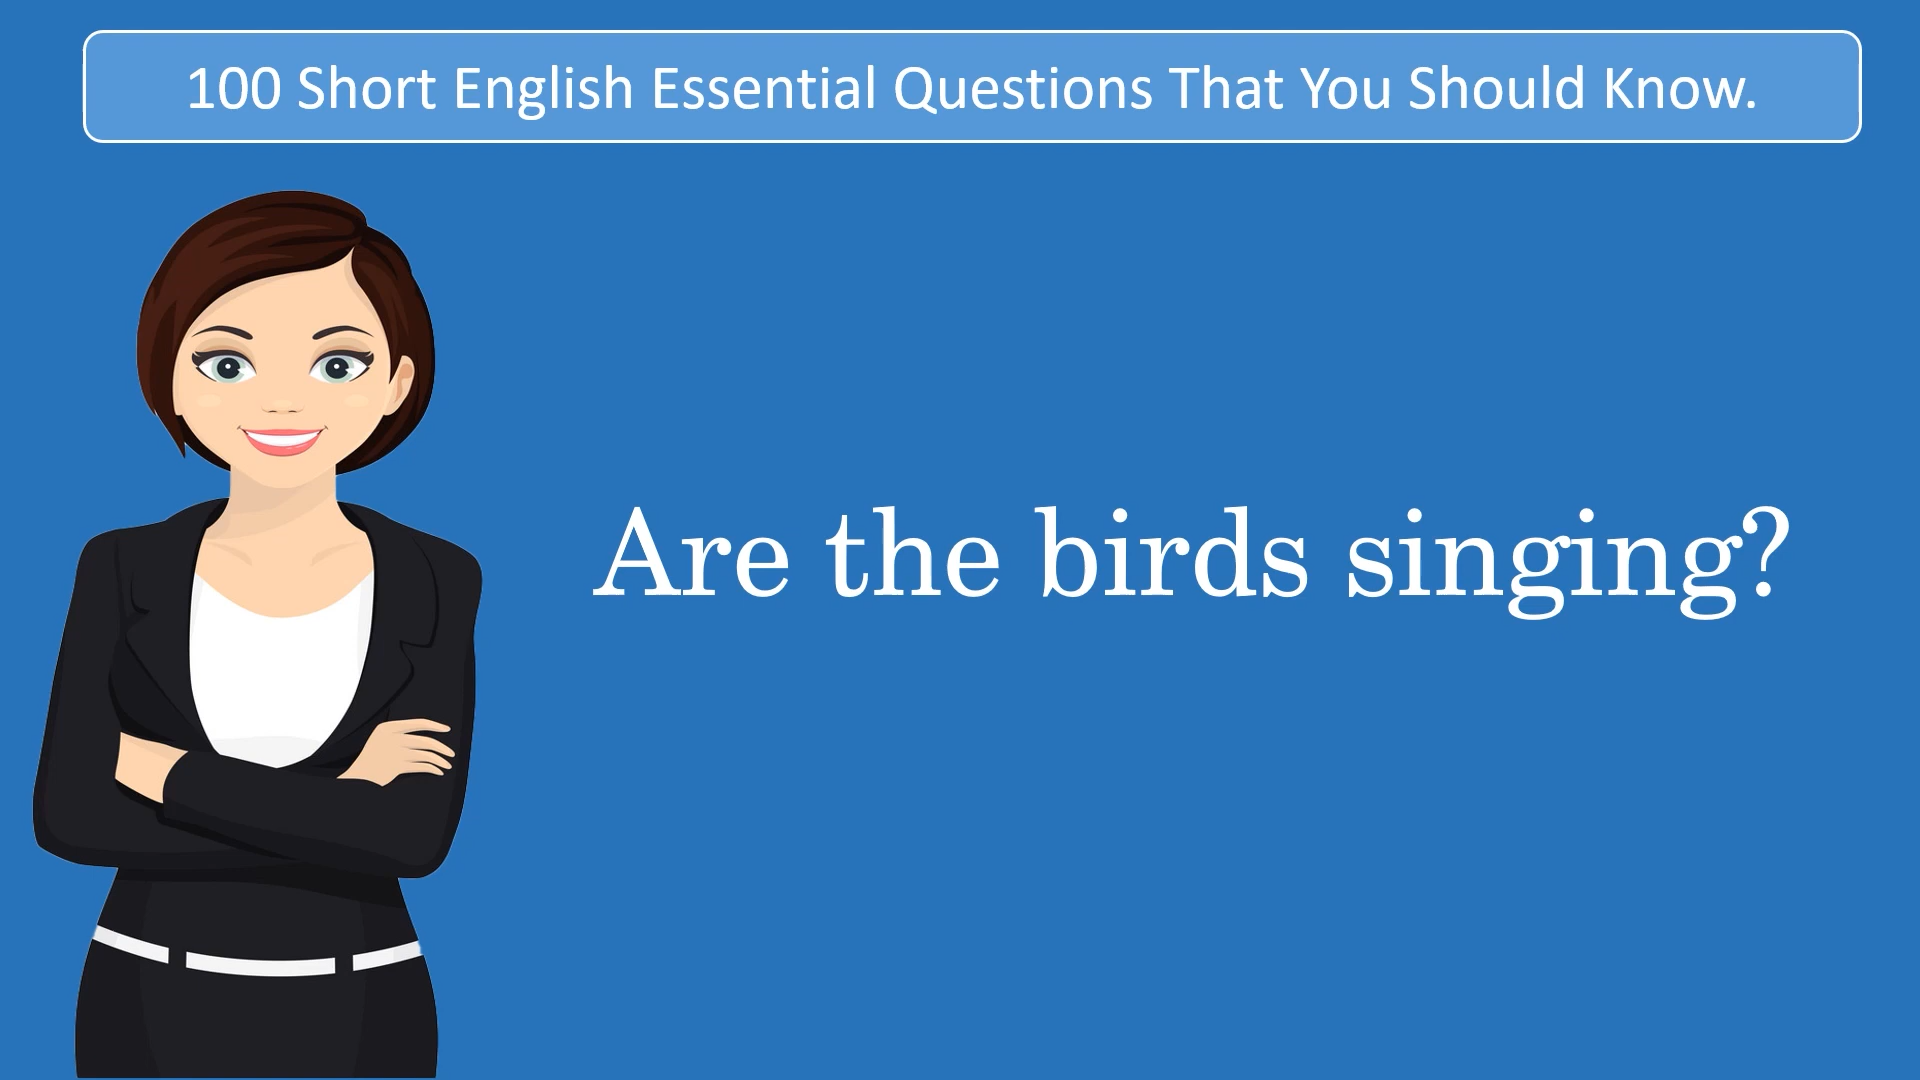 100 Short English Essential Questions That You Should Know.
Are the birds singing?